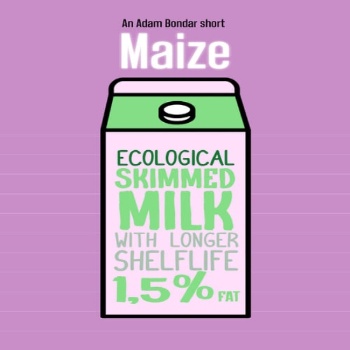 An Adam Bondar short
Maize
ECOLOGICAL
SKIMMED
MILK
WITH LONGER
SHELFLIFE
1,5% FAT